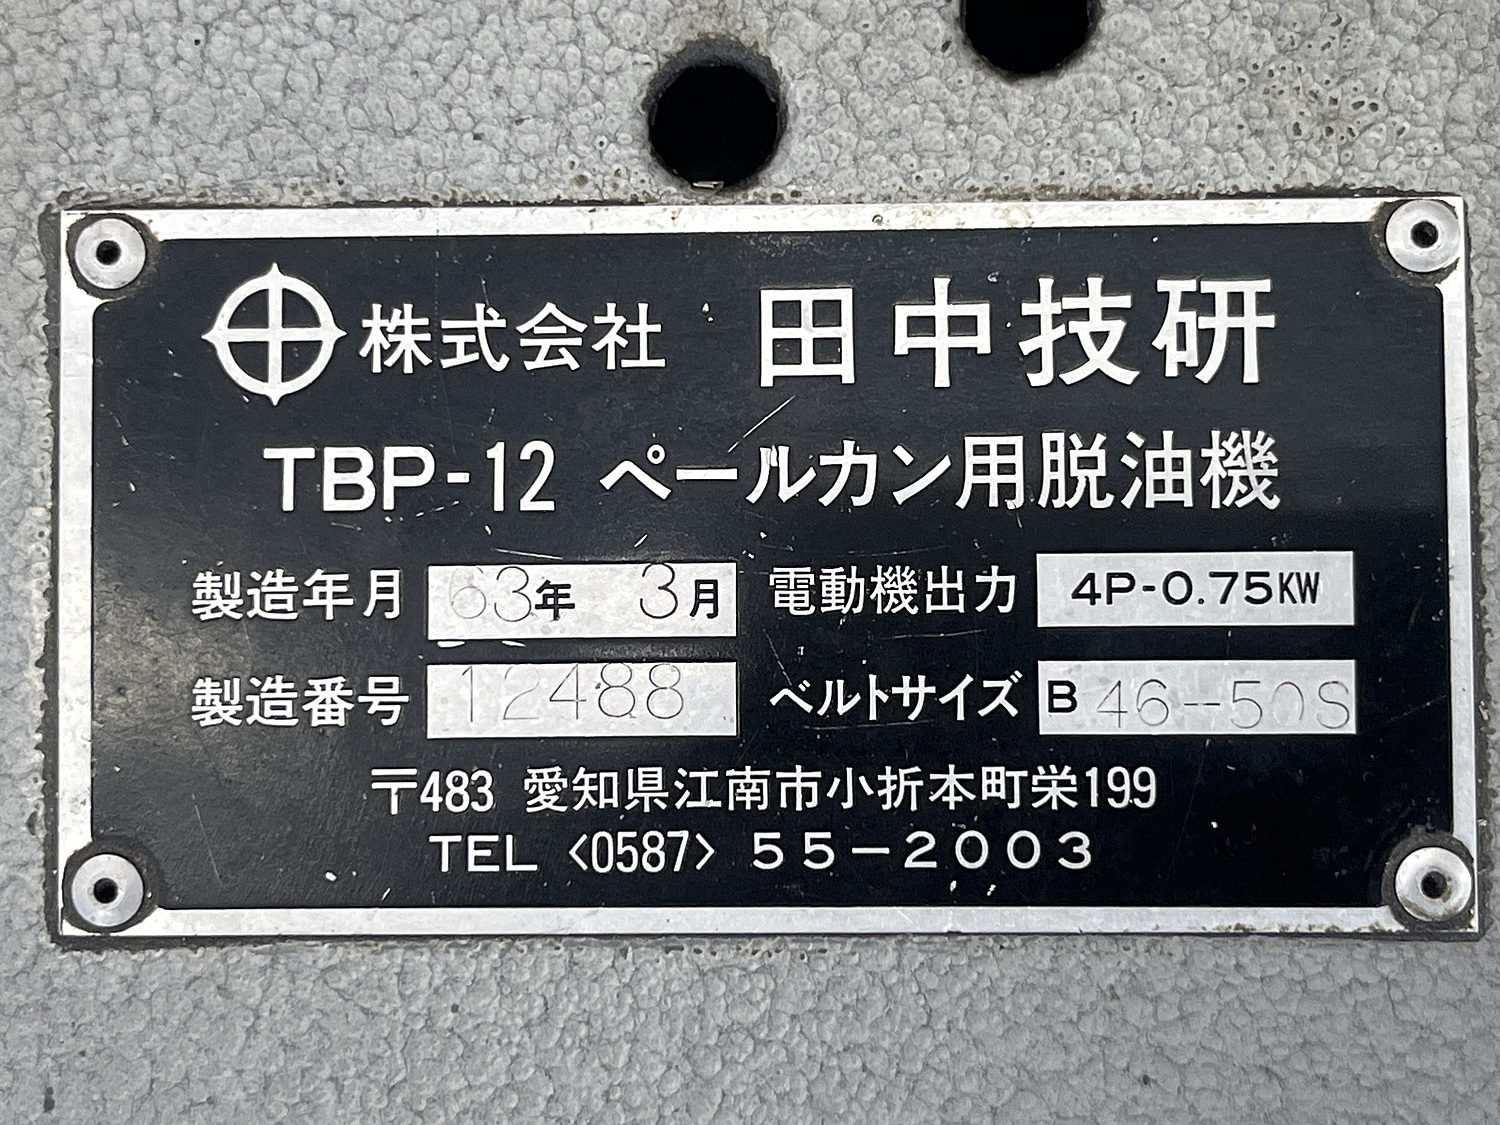 株式会社 田中技研
TBP-12 ペールカン用脱油機
製造年月 63年 3月 電動機出力 4P-0.75KW
製造番号 12488 ベルトサイズ B 46-50S
〒483 愛知県江南市小折本町栄199
TEL <0587> 55-2003